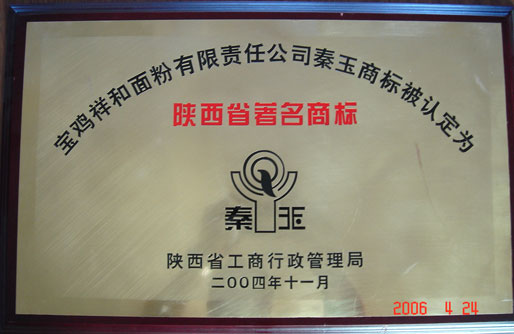 宝鸡祥和面粉有限责任公司秦玉商标被认定为
陕西省著名商标
秦玉
陕西省工商行政管理局
二〇〇四年十一月
2006 4 24